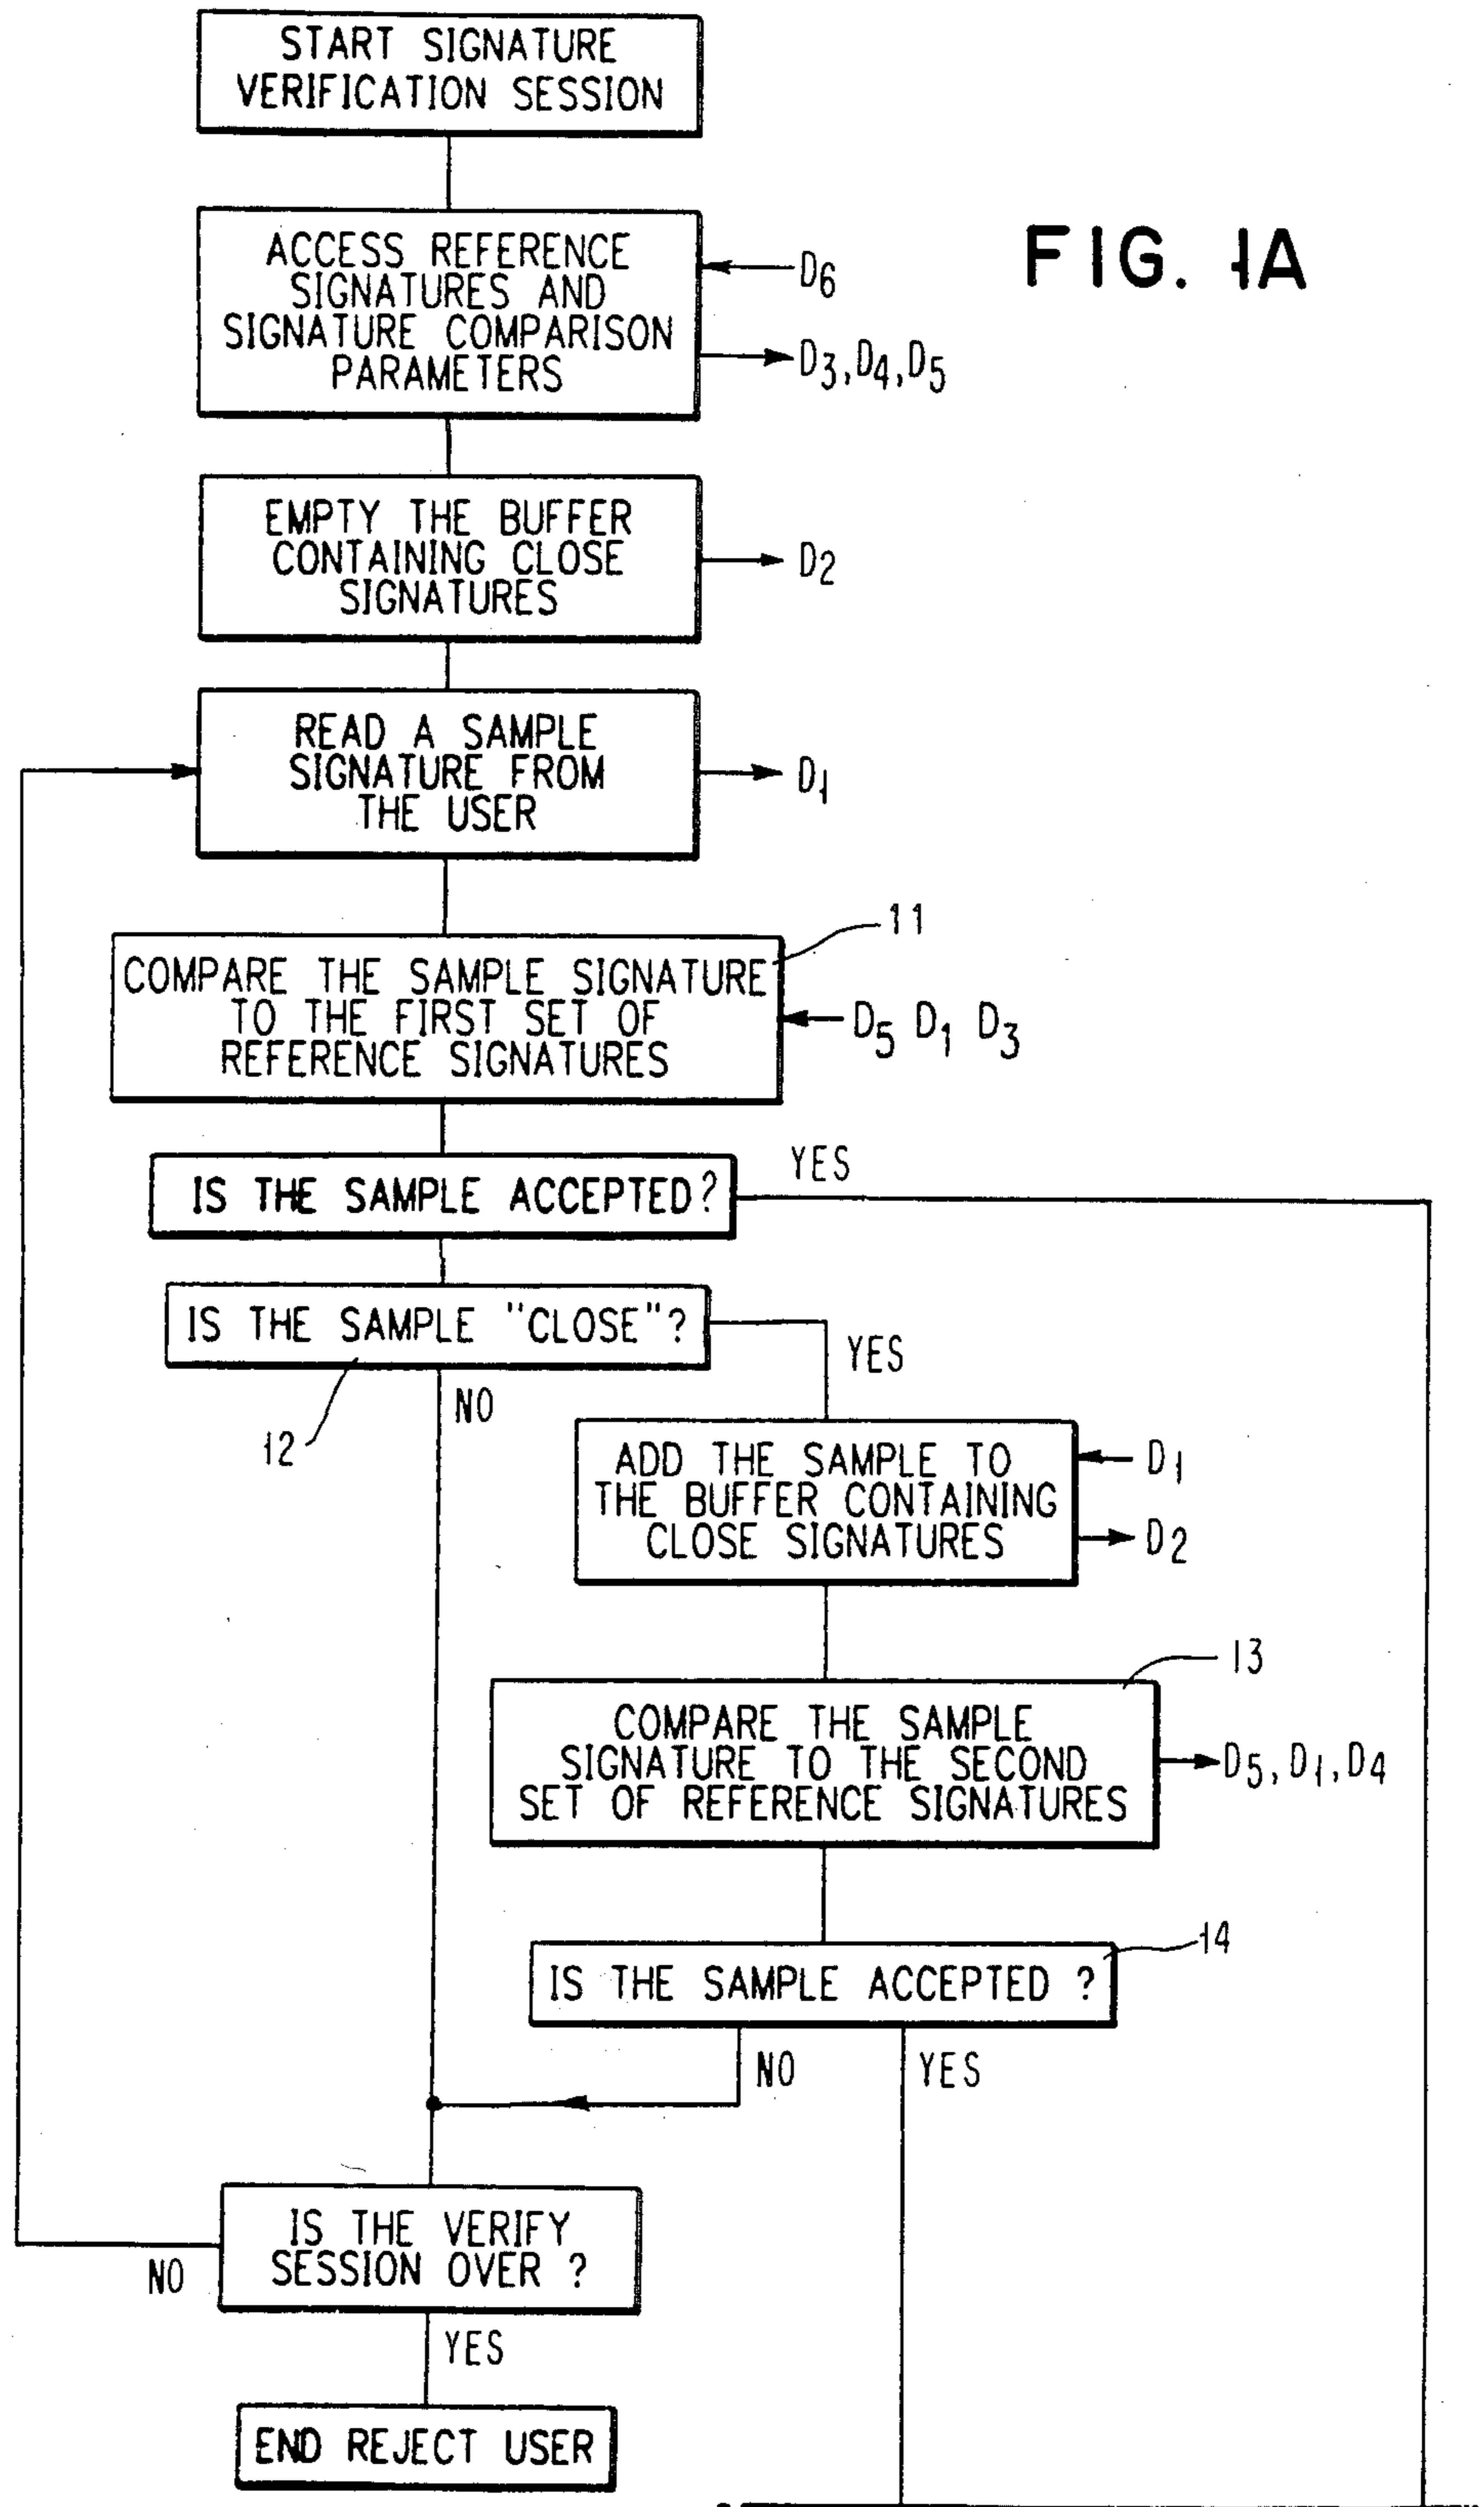 START SIGNATURE
VERIFICATION SESSION
FIG. 1A
ACCESS REFERENCE
SIGNATURES AND
SIGNATURE COMPARISON
PARAMETERS
D6
D3, D4, D5
EMPTY THE BUFFER
CONTAINING CLOSE
SIGNATURES
D2
READ A SAMPLE
SIGNATURE FROM
THE USER
D1
11
COMPARE THE SAMPLE SIGNATURE
TO THE FIRST SET OF
REFERENCE SIGNATURES
D5 D1 D3
IS THE SAMPLE ACCEPTED?
YES
IS THE SAMPLE "CLOSE"?
YES
NO
12
ADD THE SAMPLE TO
THE BUFFER CONTAINING
CLOSE SIGNATURES
D1
D2
13
COMPARE THE SAMPLE
SIGNATURE TO THE SECOND
SET OF REFERENCE SIGNATURES
D5, D1, D4
14
IS THE SAMPLE ACCEPTED ?
NO
YES
IS THE VERIFY
SESSION OVER ?
NO
YES
END REJECT USER